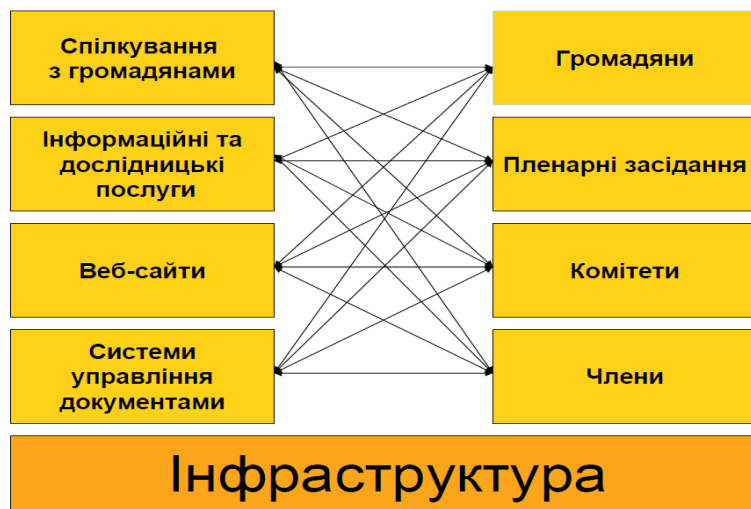 Спілкування
з громадянами
Громадяни
Інформаційні та
дослідницькі
послуги
Пленарні засідання
Веб-сайти
Комітети
Системи
управління
документами
Члени
Інфраструктура